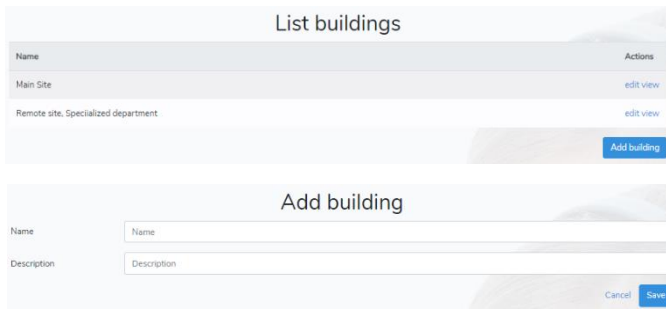 List buildings
Name Actions
Main Site edit view
Remote site, Speciialized department edit view
Add building
Add building
Name Name
Description Description
Cancel Save